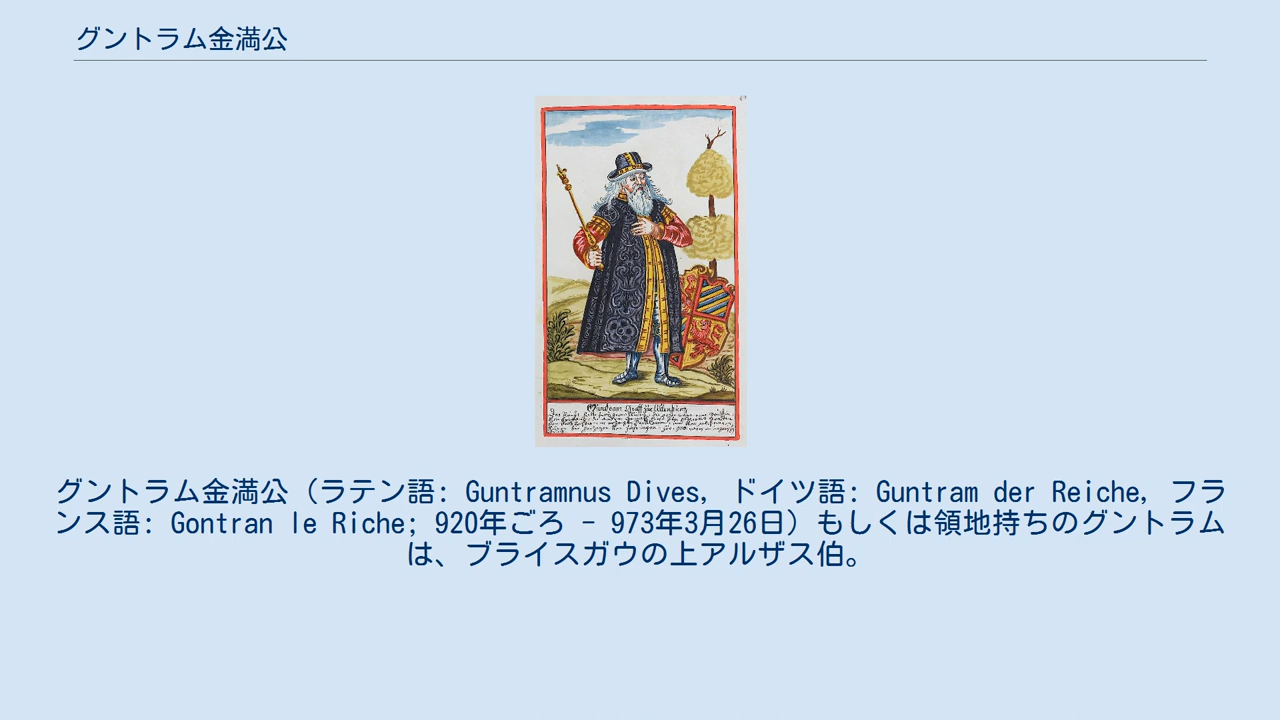 グントラム金満公
グントラム金満公（ラテン語: Guntramnus Dives, ドイツ語: Guntram der Reiche, フラ
ンス語: Gontran le Riche; 920年ごろ - 973年3月26日）もしくは領地持ちのグントラム
は、ブライスガウの上アルザス伯。